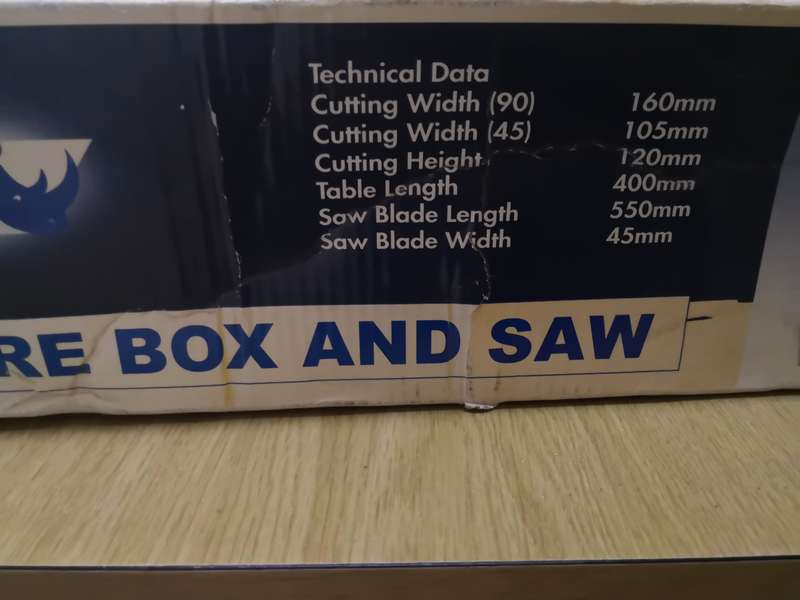 Technical Data
Cutting Width (90) 160mm
Cutting Width (45) 105mm
Cutting Height 120mm
Table Length 400mm
Saw Blade Length 550mm
Saw Blade Width 45mm
RE BOX AND SAW